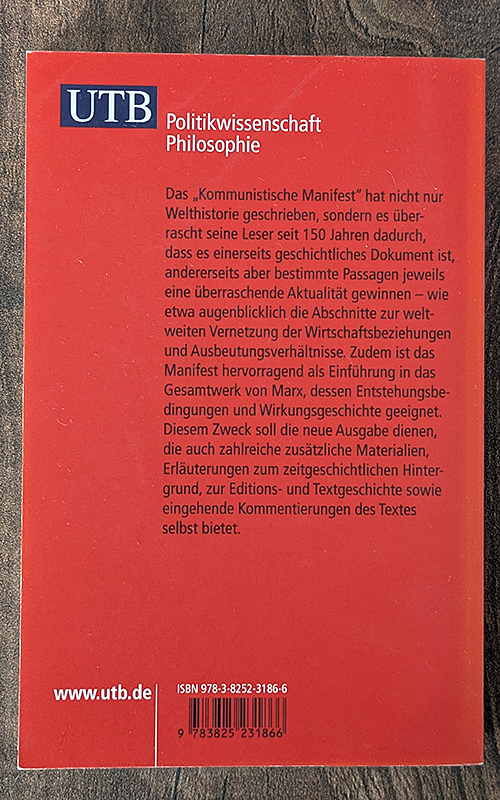 UTB
Politikwissenschaft
Philosophie
Das „Kommunistische Manifest“ hat nicht nur
Welthistorie geschrieben, sondern es über-
rascht seine Leser seit 150 Jahren dadurch,
dass es einerseits geschichtliches Dokument ist,
andererseits aber bestimmte Passagen jeweils
eine überraschende Aktualität gewinnen – wie
etwa augenblicklich die Abschnitte zur welt-
weiten Vernetzung der Wirtschaftsbeziehungen
und Ausbeutungsverhältnisse. Zudem ist das
Manifest hervorragend als Einführung in das
Gesamtwerk von Marx, dessen Entstehungsbe-
dingungen und Wirkungsgeschichte geeignet.
Diesem Zweck soll die neue Ausgabe dienen,
die auch zahlreiche zusätzliche Materialien,
Erläuterungen zum zeitgeschichtlichen Hinter-
grund, zur Editions- und Textgeschichte sowie
eingehende Kommentierungen des Textes
selbst bietet.
www.utb.de
ISBN 978-3-8252-3186-6
9 783825 231866